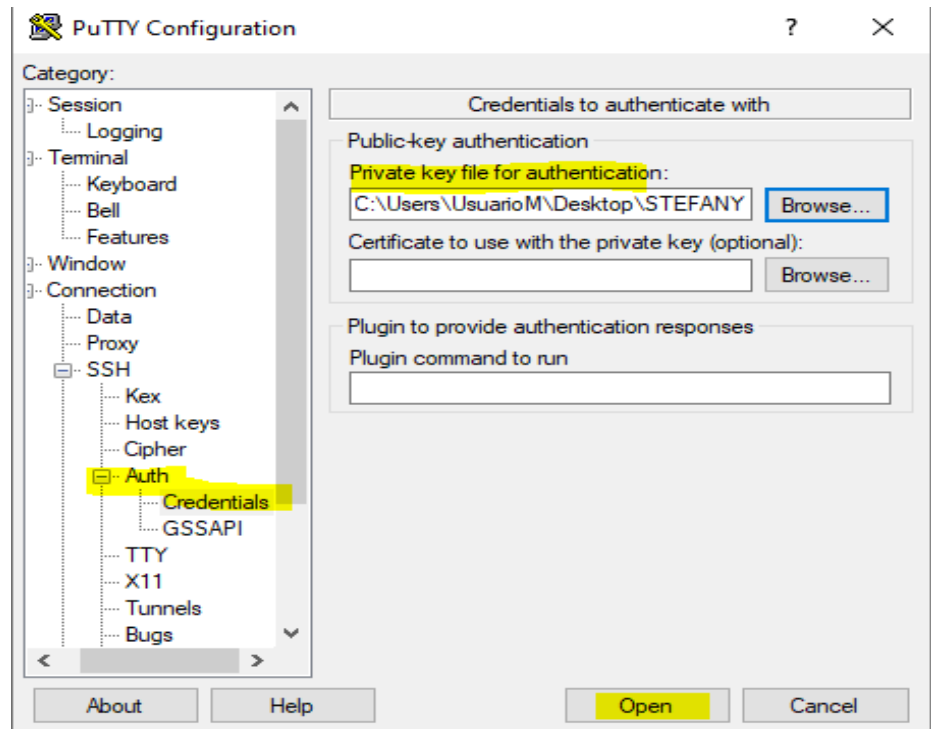 PuTTY Configuration ? ×
Category:
Session
Logging
Terminal
Keyboard
Bell
Features
Window
Connection
Data
Proxy
SSH
Kex
Host keys
Cipher
Auth
Credentials
GSSAPI
TTY
X11
Tunnels
Bugs
Credentials to authenticate with
Public-key authentication
Private key file for authentication:
C:\Users\UsuarioM\Desktop\STEFANY Browse...
Certificate to use with the private key (optional):
Browse...
Plugin to provide authentication responses
Plugin command to run
About Help Open Cancel